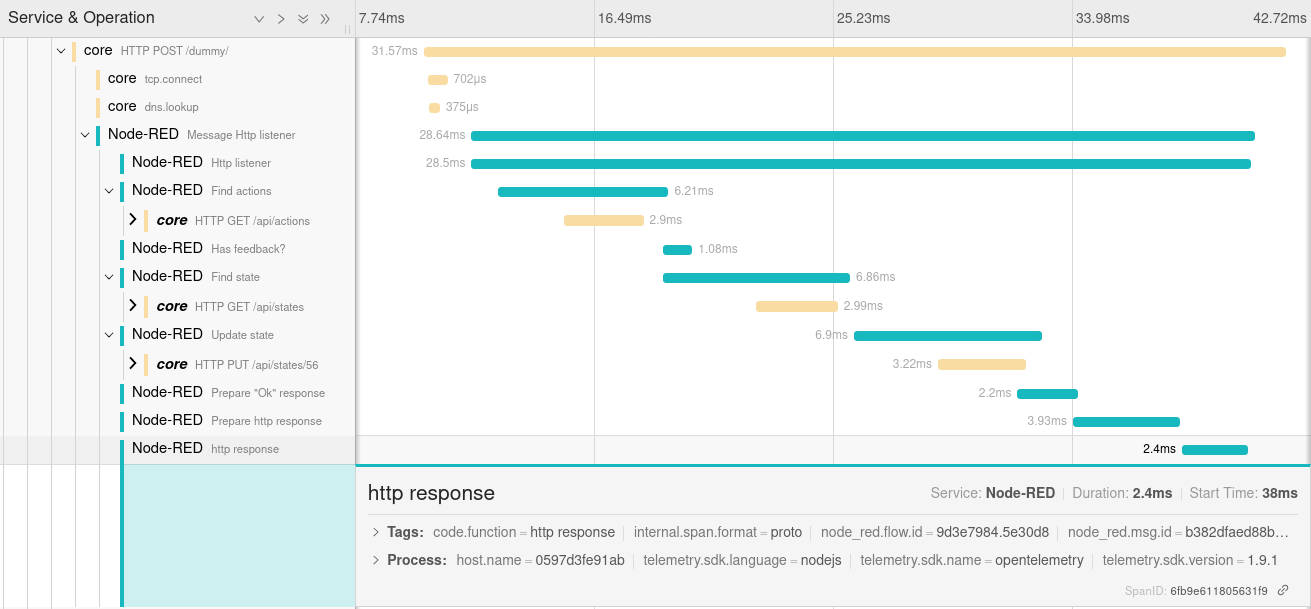 Service & Operation 7.74ms 16.49ms 25.23ms 33.98ms 42.72ms
core HTTP POST /dummy/ 31.57ms
core tcp.connect 702μs
core dns.lookup 375μs
Node-RED Message Http listener 28.64ms
Node-RED Http listener 28.5ms
Node-RED Find actions 6.21ms
core HTTP GET /api/actions 2.9ms
Node-RED Has feedback? 1.08ms
Node-RED Find state 6.86ms
core HTTP GET /api/states 2.99ms
Node-RED Update state 6.9ms
core HTTP PUT /api/states/56 3.22ms
Node-RED Prepare "Ok" response 2.2ms
Node-RED Prepare http response 3.93ms
Node-RED http response 2.4ms
http response Service: Node-RED Duration: 2.4ms Start Time: 38ms
Tags: code.function = http response internal.span.format = proto node_red.flow.id = 9d3e7984.5e30d8 node_red.msg.id = b382dfaed88b…
Process: host.name = 0597d3fe91ab telemetry.sdk.language = nodejs telemetry.sdk.name = opentelemetry telemetry.sdk.version = 1.9.1
SpanID: 6fb9e611805631f9